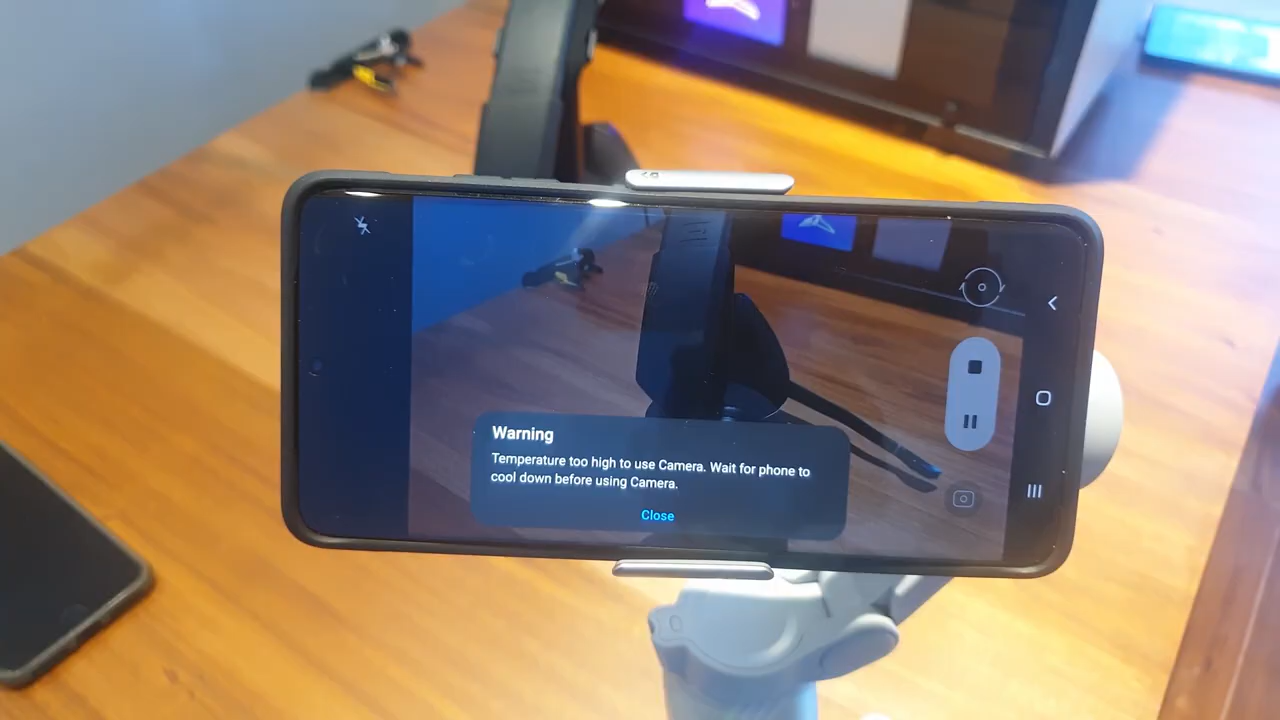 Warning
Temperature too high to use Camera. Wait for phone to
cool down before using Camera.
Close